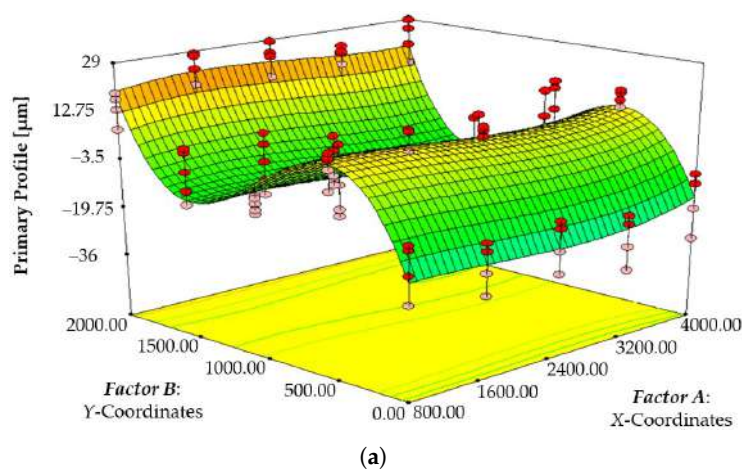 29
12.75
-3.5
−19.75
−36
Primary Profile [μm]
2000.00
1500.00
1000.00
500.00
0.00
800.00
1600.00
2400.00
3200.00
4000.00
Factor B:
Y-Coordinates
Factor A:
X-Coordinates
(a)